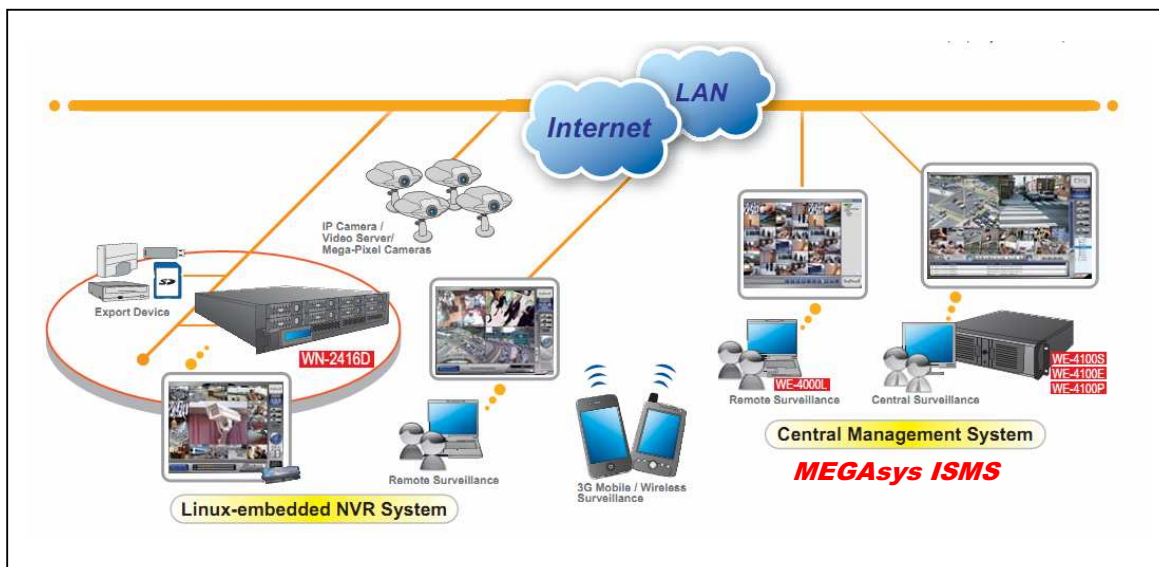 LAN
Internet
IP Camera /
Video Server/
Mega-Pixel Cameras
Export Device
WN-2416D
WE-4000L
WE-4100S
WE-4100E
WE-4100P
Remote Surveillance
Central Surveillance
Remote Surveillance
3G Mobile / Wireless
Surveillance
Central Management System
MEGAsys ISMS
Linux-embedded NVR System